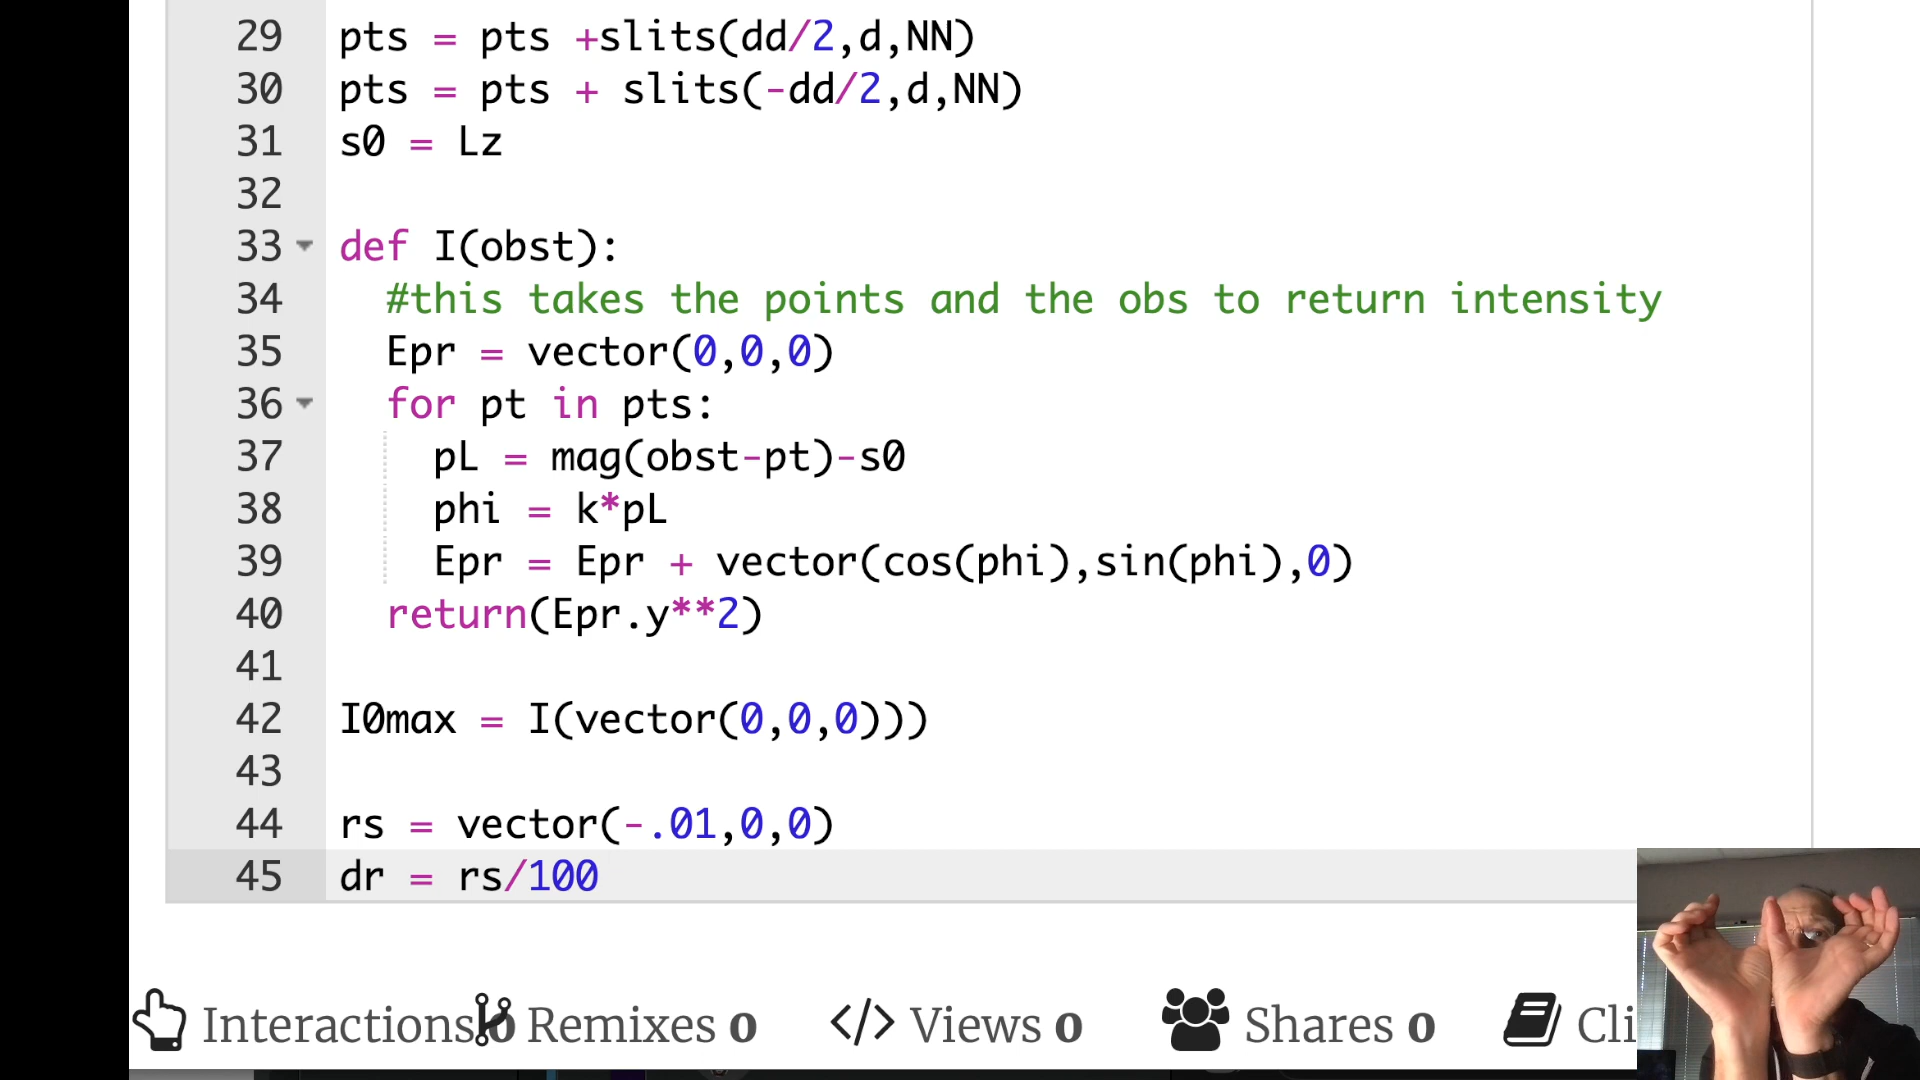 29 pts = pts +slits(dd/2,d,NN)
30 pts = pts + slits(-dd/2,d,NN)
31 s0 = Lz
32
33 def I(obst):
34 #this takes the points and the obs to return intensity
35 Epr = vector(0,0,0)
36 for pt in pts:
37 pL = mag(obst-pt)-s0
38 phi = k*pL
39 Epr = Epr + vector(cos(phi),sin(phi),0)
40 return(Epr.y**2)
41
42 I0max = I(vector(0,0,0)))
43
44 rs = vector(-.01,0,0)
45 dr = rs/100
Interactions 0 Remixes 0 Views 0 Shares 0 Cli